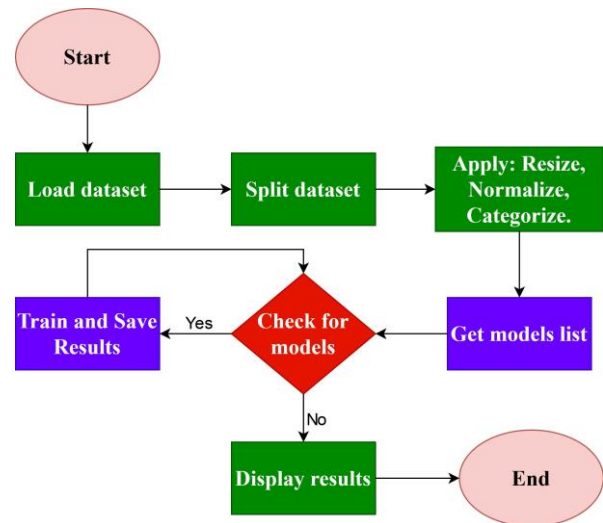 Start
Load dataset
Split dataset
Apply: Resize,
Normalize,
Categorize.
Get models list
Check for
models
Yes
Train and Save
Results
No
Display results
End